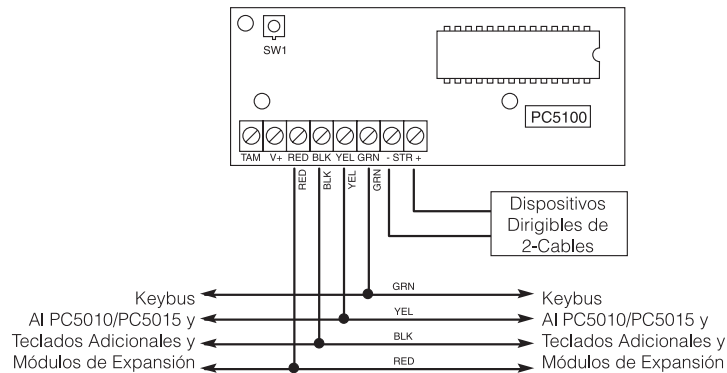 SW1
PC5100
TAM V+ RED BLK YEL GRN - STR +
RED
BLK
YEL
GRN
Dispositivos
Dirigibles de
2-Cables
GRN
Keybus
Keybus
YEL
Al PC5010/PC5015 y
Al PC5010/PC5015 y
BLK
Teclados Adicionales y
Teclados Adicionales y
RED
Módulos de Expansión
Módulos de Expansión